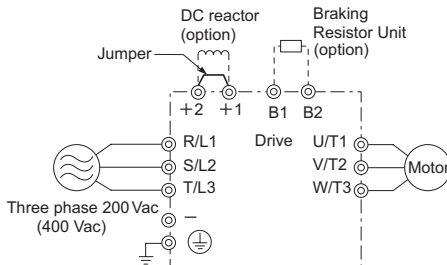 DC reactor
(option)
Braking
Resistor Unit
(option)
Jumper
+2 +1 B1 B2
Drive
R/L1
S/L2
T/L3
U/T1
V/T2
W/T3
Motor
Three phase 200 Vac
(400 Vac)
−